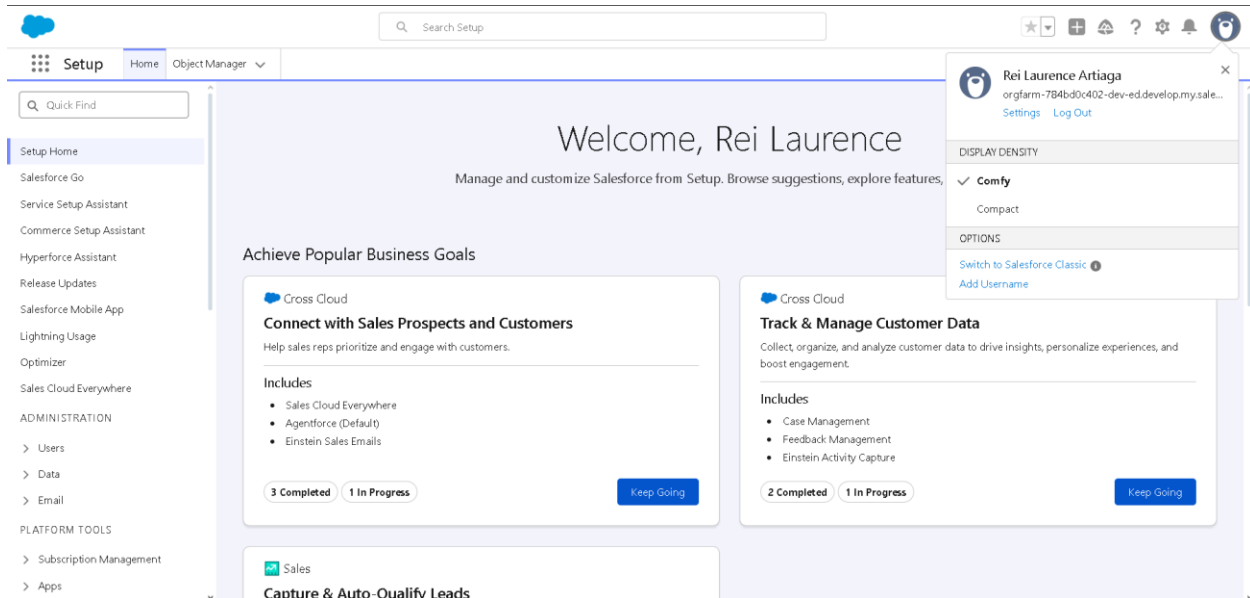 Search Setup
Setup
Home
Object Manager
Quick Find
Setup Home
Salesforce Go
Service Setup Assistant
Commerce Setup Assistant
Hyperforce Assistant
Release Updates
Salesforce Mobile App
Lightning Usage
Optimizer
Sales Cloud Everywhere
ADMINISTRATION
Users
Data
Email
PLATFORM TOOLS
Subscription Management
Apps
Welcome, Rei Laurence
Manage and customize Salesforce from Setup. Browse suggestions, explore features,
Achieve Popular Business Goals
Cross Cloud
Connect with Sales Prospects and Customers
Help sales reps prioritize and engage with customers.
Includes
Sales Cloud Everywhere
Agentforce (Default)
Einstein Sales Emails
3 Completed
1 In Progress
Keep Going
Cross Cloud
Track & Manage Customer Data
Collect, organize, and analyze customer data to drive insights, personalize experiences, and
boost engagement.
Includes
Case Management
Feedback Management
Einstein Activity Capture
2 Completed
1 In Progress
Keep Going
Sales
Capture & Auto-Qualify Leads
Rei Laurence Artiaga
orgfarm-784bd0c402-dev-ed.develop.my.sale...
Settings
Log Out
DISPLAY DENSITY
Comfy
Compact
OPTIONS
Switch to Salesforce Classic
Add Username